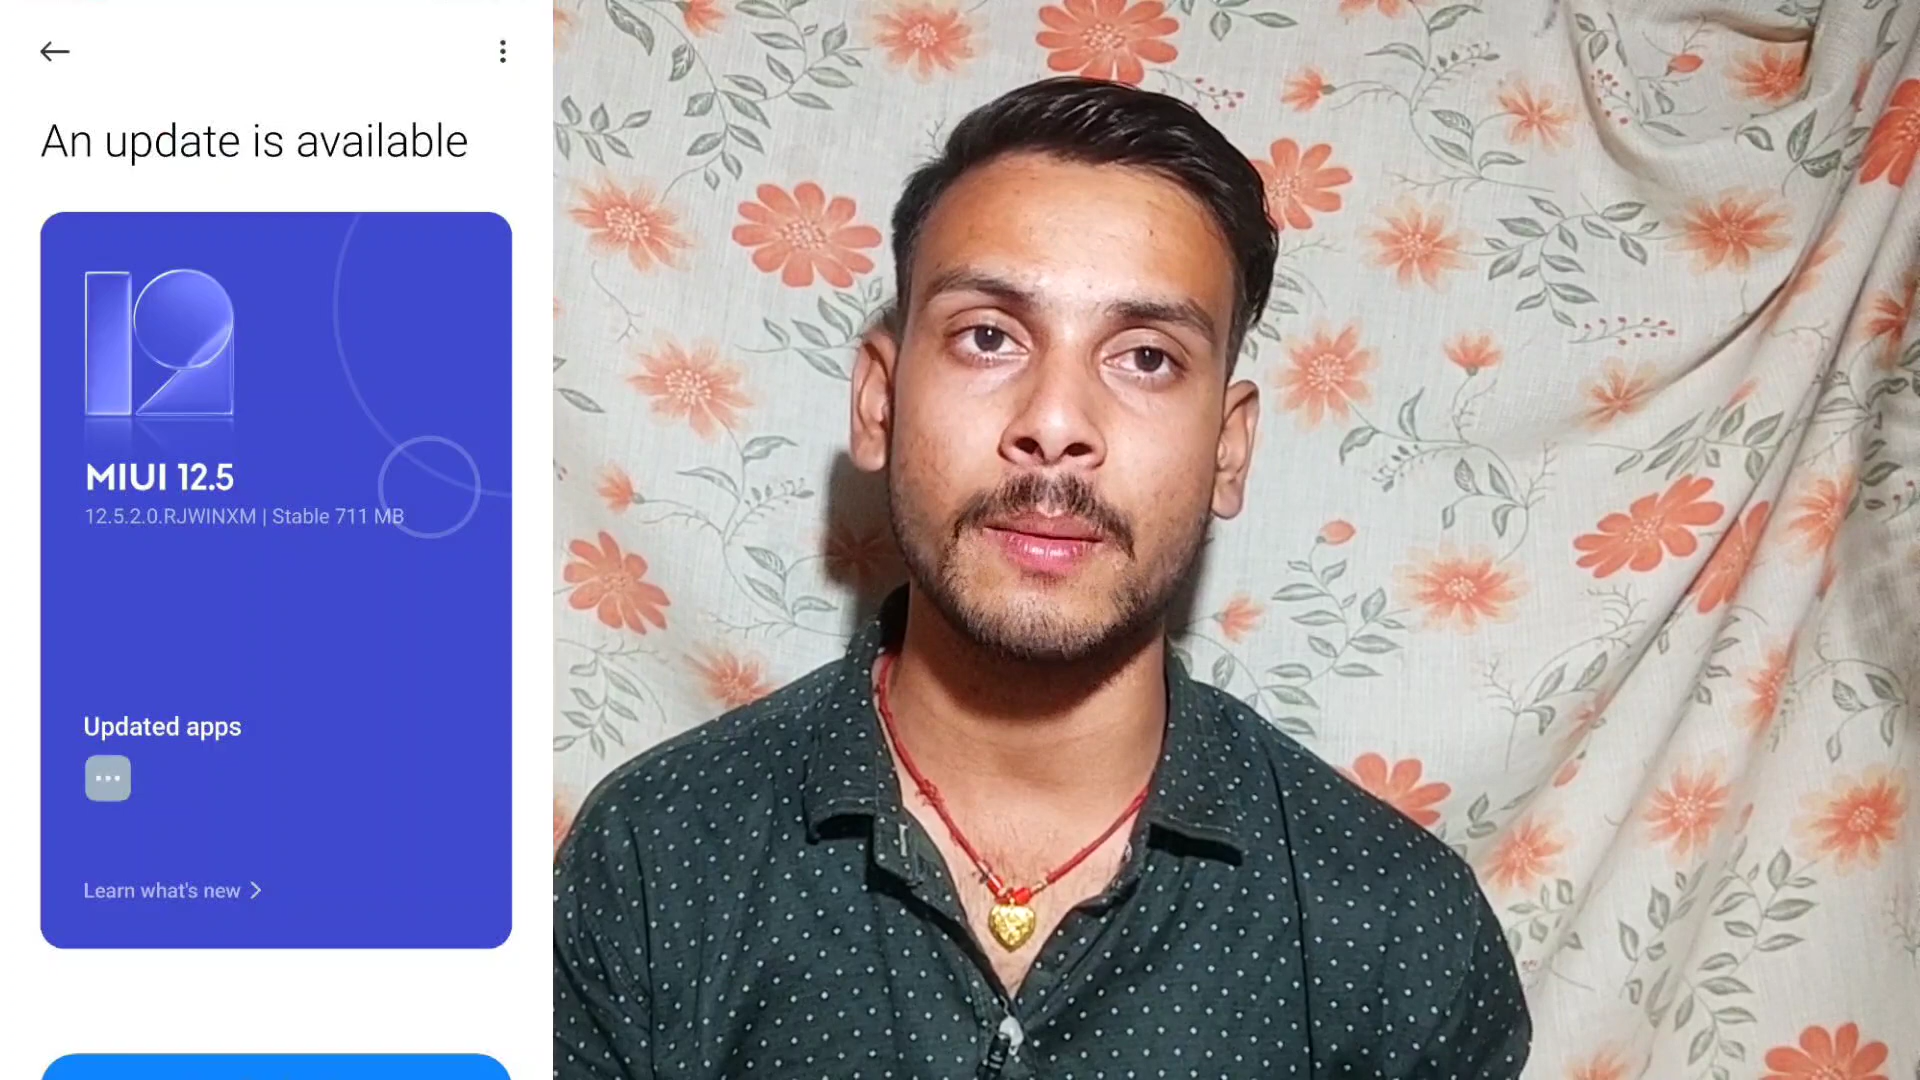 An update is available
12
MIUI 12.5
12.5.2.0.RJWINXM | Stable 711 MB
Updated apps
Learn what's new